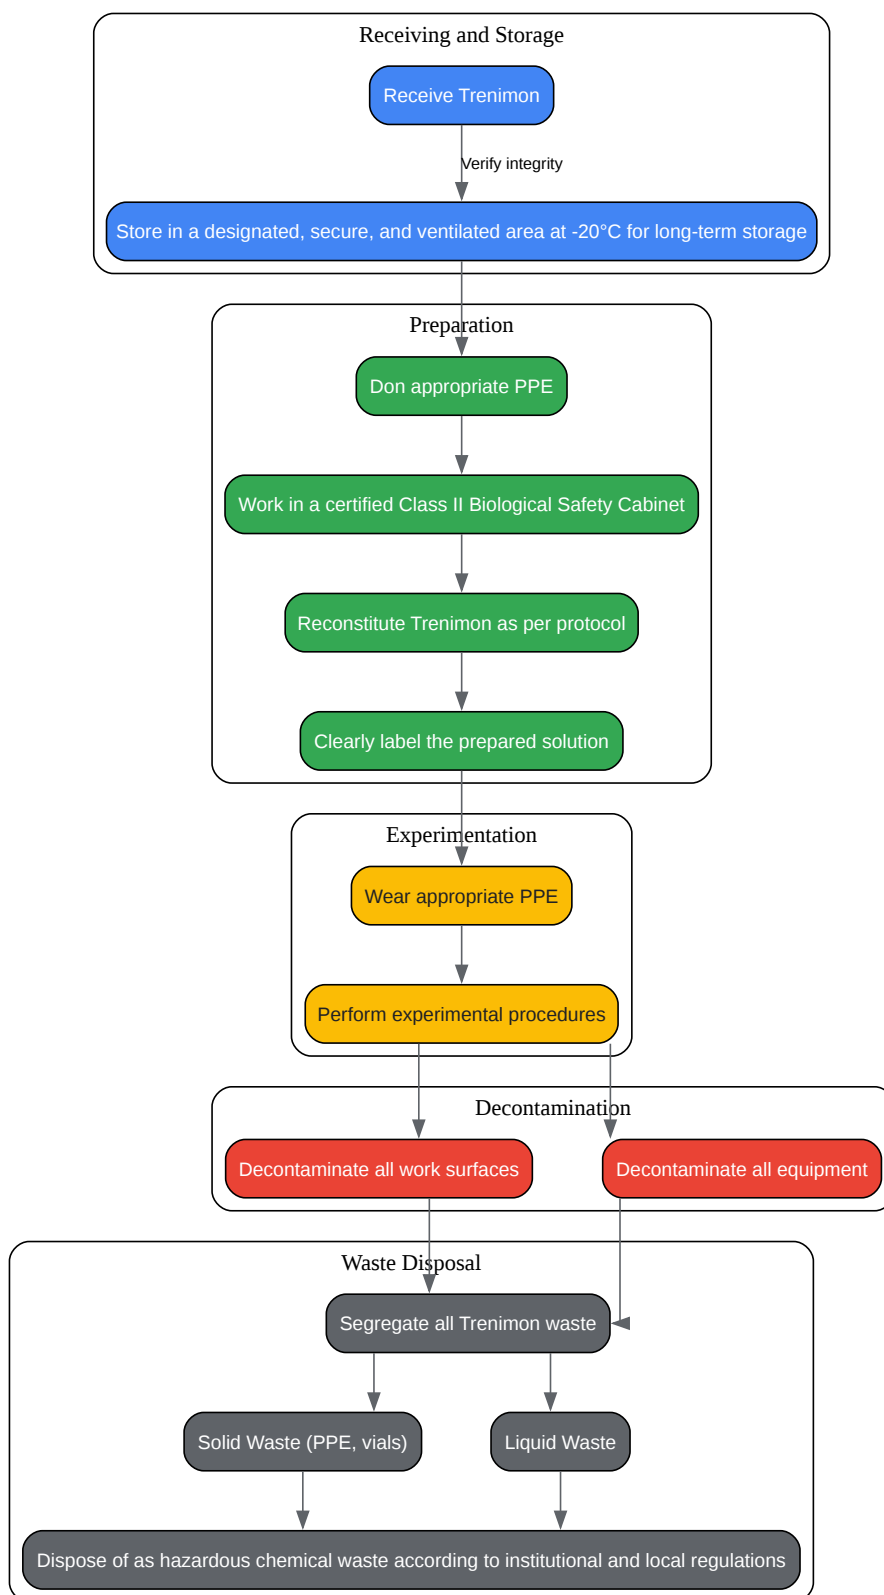 Receiving and Storage
Receive Trenimon
Verify integrity
Store in a designated, secure, and ventilated area at -20°C for long-term storage
Preparation
Don appropriate PPE
Work in a certified Class II Biological Safety Cabinet
Reconstitute Trenimon as per protocol
Clearly label the prepared solution
Experimentation
Wear appropriate PPE
Perform experimental procedures
Decontamination
Decontaminate all work surfaces
Decontaminate all equipment
Waste Disposal
Segregate all Trenimon waste
Solid Waste (PPE, vials)
Liquid Waste
Dispose of as hazardous chemical waste according to institutional and local regulations